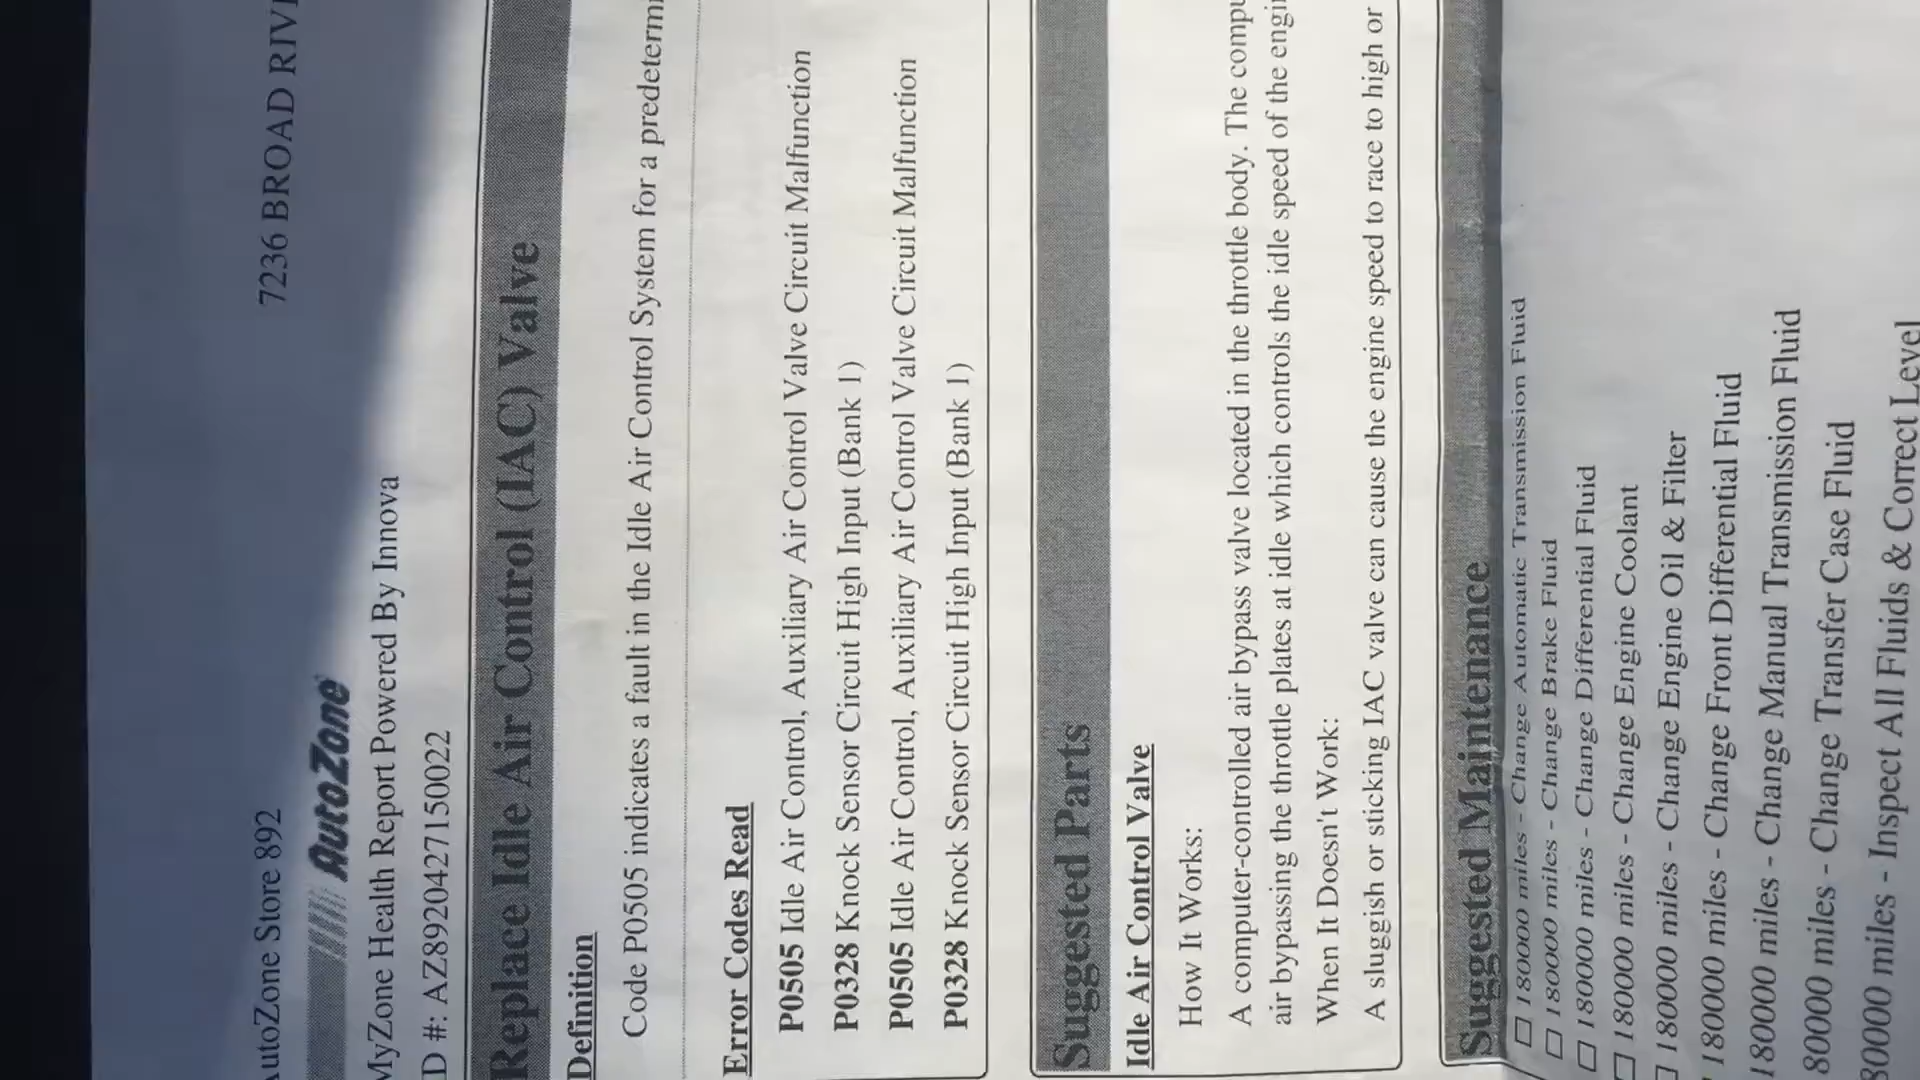 AutoZone Store 892
7236 BROAD
AutoZone
MyZone Health Report Powered By Innova
ID #: AZ8920427150022
Replace Idle Air Control (IAC) Valve
Definition
Code P0505 indicates a fault in the Idle Air Control System for a
Error Codes Read
P0505 Idle Air Control, Auxiliary Air Control Valve Circuit Malfunction
P0328 Knock Sensor Circuit High Input (Bank 1)
P0505 Idle Air Control, Auxiliary Air Control Valve Circuit Malfunction
P0328 Knock Sensor Circuit High Input (Bank 1)
Suggested Parts
Idle Air Control Valve
How It Works:
A computer-controlled air bypass valve located in the throttle body. The
air bypassing the throttle plates at idle which controls the idle speed of the
When It Doesn't Work:
A sluggish or sticking IAC valve can cause the engine speed to race to high or
Suggested Maintenance
180000 miles - Change Automatic Transmission Fluid
180000 miles - Change Brake Fluid
180000 miles - Change Differential Fluid
180000 miles - Change Engine Coolant
180000 miles - Change Engine Oil & Filter
180000 miles - Change Front Differential Fluid
180000 miles - Change Manual Transmission Fluid
80000 miles - Change Transfer Case Fluid
80000 miles - Inspect All Fluids & Correct Level